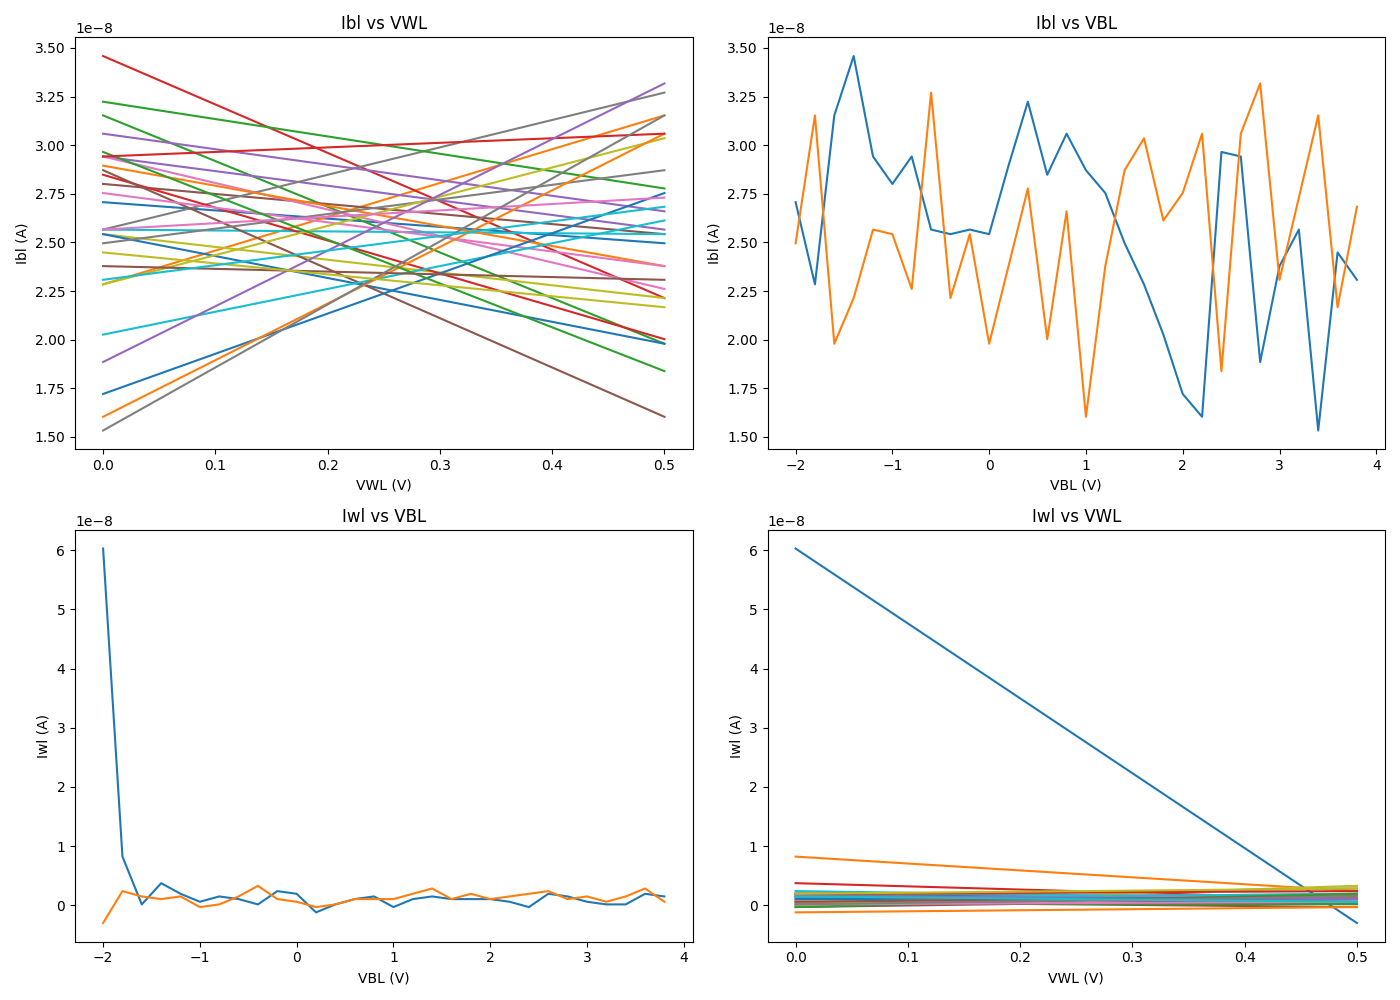 Ibl vs VWL
1e−8
Ibl (A)
3.50
3.25
3.00
2.75
2.50
2.25
2.00
1.75
1.50
0.0 0.1 0.2 0.3 0.4 0.5
VWL (V)
Ibl vs VBL
1e−8
Ibl (A)
3.50
3.25
3.00
2.75
2.50
2.25
2.00
1.75
1.50
−2 −1 0 1 2 3 4
VBL (V)
Iwl vs VBL
1e−8
Iwl (A)
6
5
4
3
2
1
0
−2 −1 0 1 2 3 4
VBL (V)
Iwl vs VWL
1e−8
Iwl (A)
6
5
4
3
2
1
0
0.0 0.1 0.2 0.3 0.4 0.5
VWL (V)